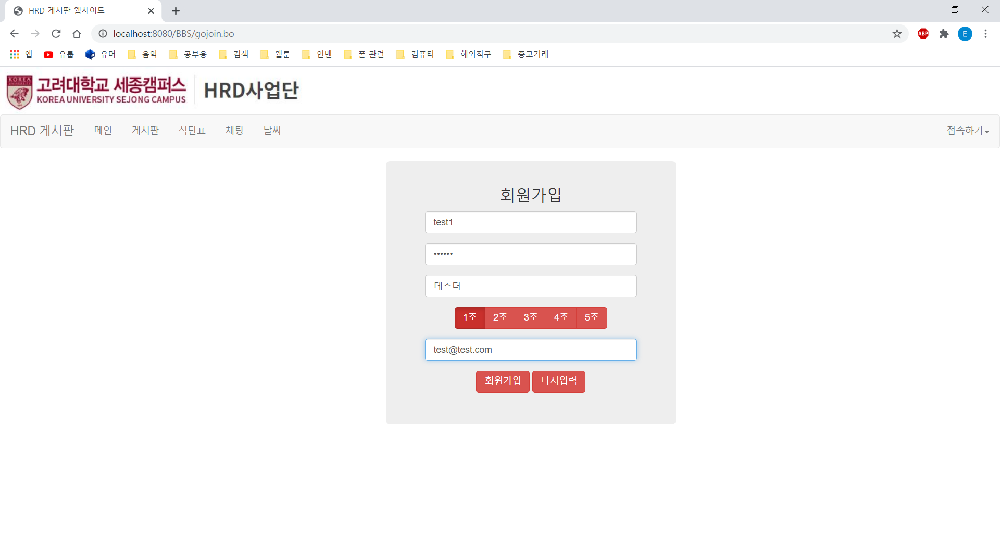 HRD 게시판 웹사이트
localhost:8080/BBS/gojoin.bo
ABP
E
앱 유튭 유머 음악 공부용 검색 웹툰 인벤 폰 관련 컴퓨터 해외직구 중고거래
KOREA
고려대학교 세종캠퍼스
KOREA UNIVERSITY SEJONG CAMPUS
HRD사업단
HRD 게시판 메인 게시판 식단표 채팅 날씨 접속하기
회원가입
test1
••••••
테스터
1조 2조 3조 4조 5조
test@test.com
회원가입 다시입력